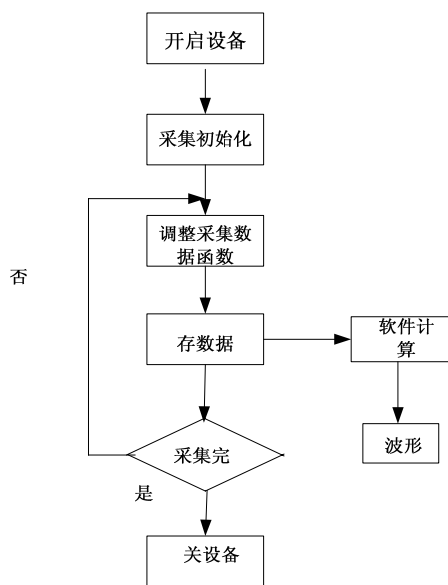 开启设备
采集初始化
调整采集数
据函数
否
存数据
软件计
算
采集完
波形
是
关设备